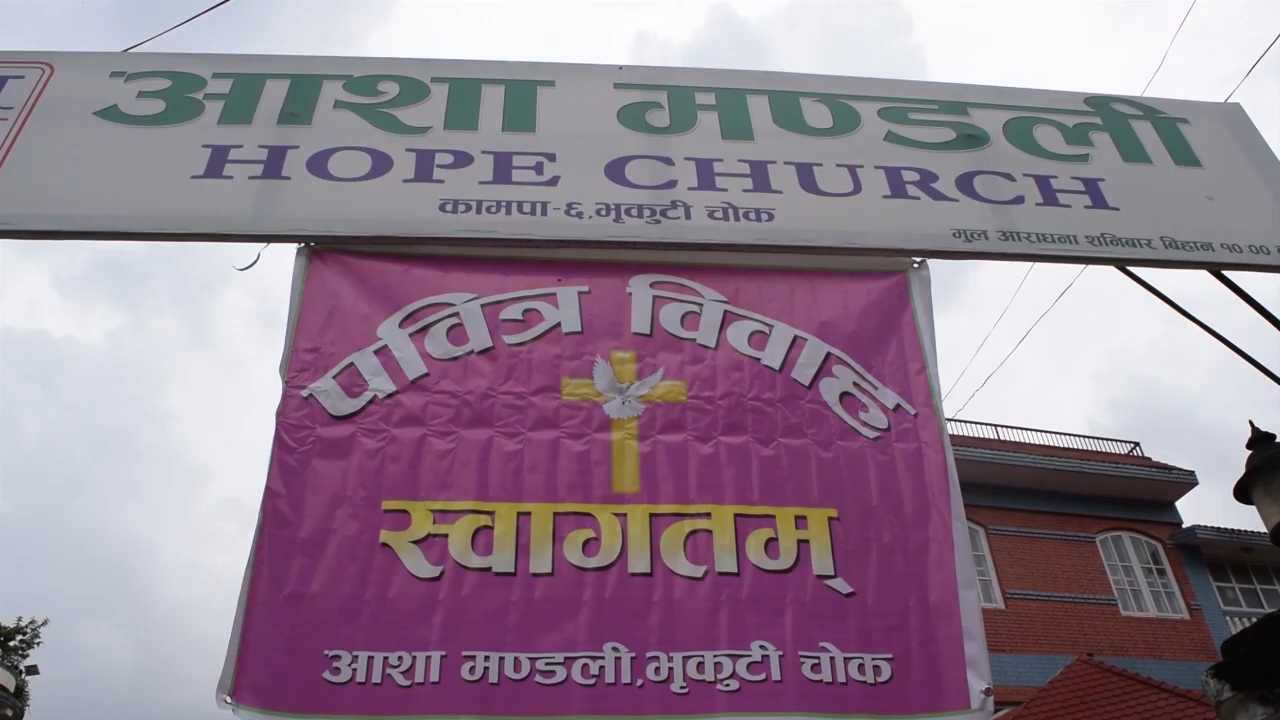 आशा मण्डली
HOPE CHURCH
कामपा-६,भृकुटी चोक
मुल आराधना शनिबार बिहान १०:००
पवित्र विवाह
स्वागतम्
आशा मण्डली,भृकुटी चोक